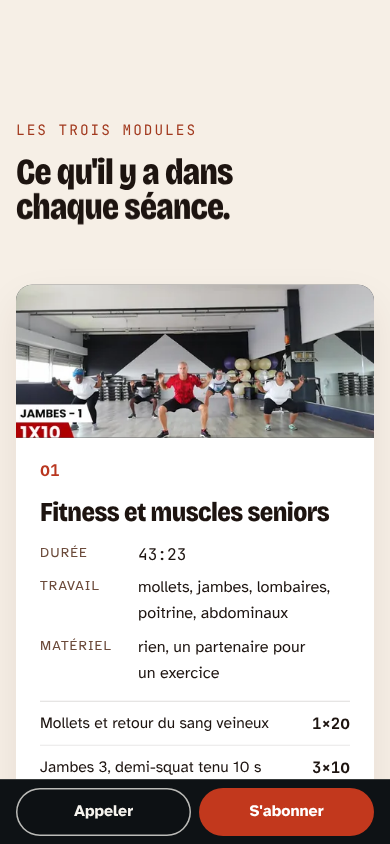 LES TROIS MODULES
Ce qu'il y a dans
chaque séance.
JAMBES - 1
1X10
01
Fitness et muscles seniors
DURÉE 43:23
TRAVAIL mollets, jambes, lombaires,
poitrine, abdominaux
MATÉRIEL rien, un partenaire pour
un exercice
Mollets et retour du sang veineux 1×20
Jambes 3, demi-squat tenu 10 s 3×10
Appeler S'abonner